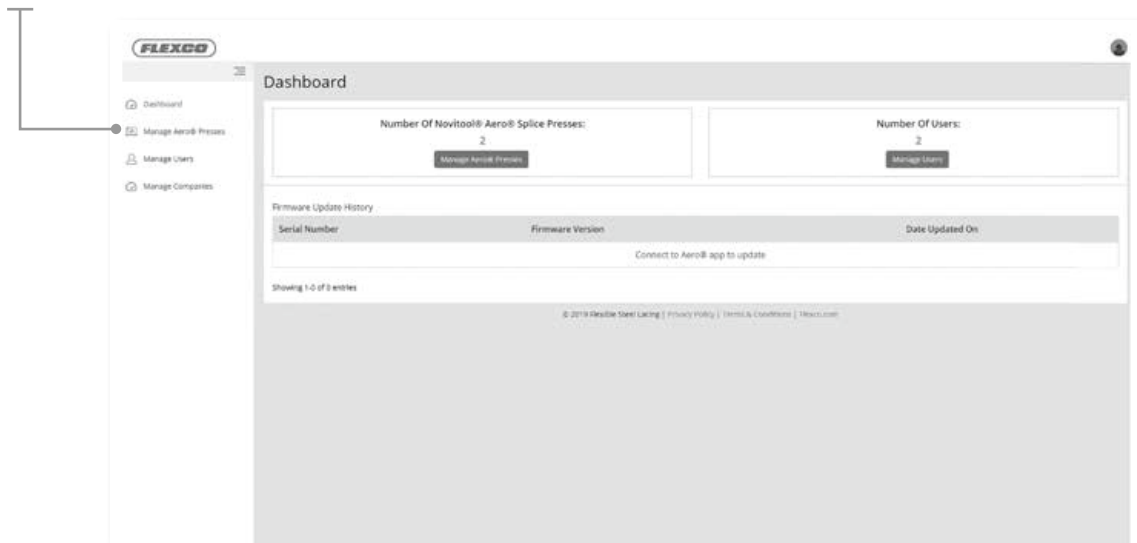 FLEXCO
Dashboard
Manage Aero® Presses
Manage Users
Manage Companies
Dashboard
Number Of Novitool® Aero® Splice Presses:
2
Manage Aero® Presses
Number Of Users:
2
Manage Users
Firmware Update History
Serial Number Firmware Version Date Updated On
Connect to Aero® app to update
Showing 1-0 of 0 entries
© 2019 Flexible Steel Lacing | Privacy Policy | Terms & Conditions | Flexco.com